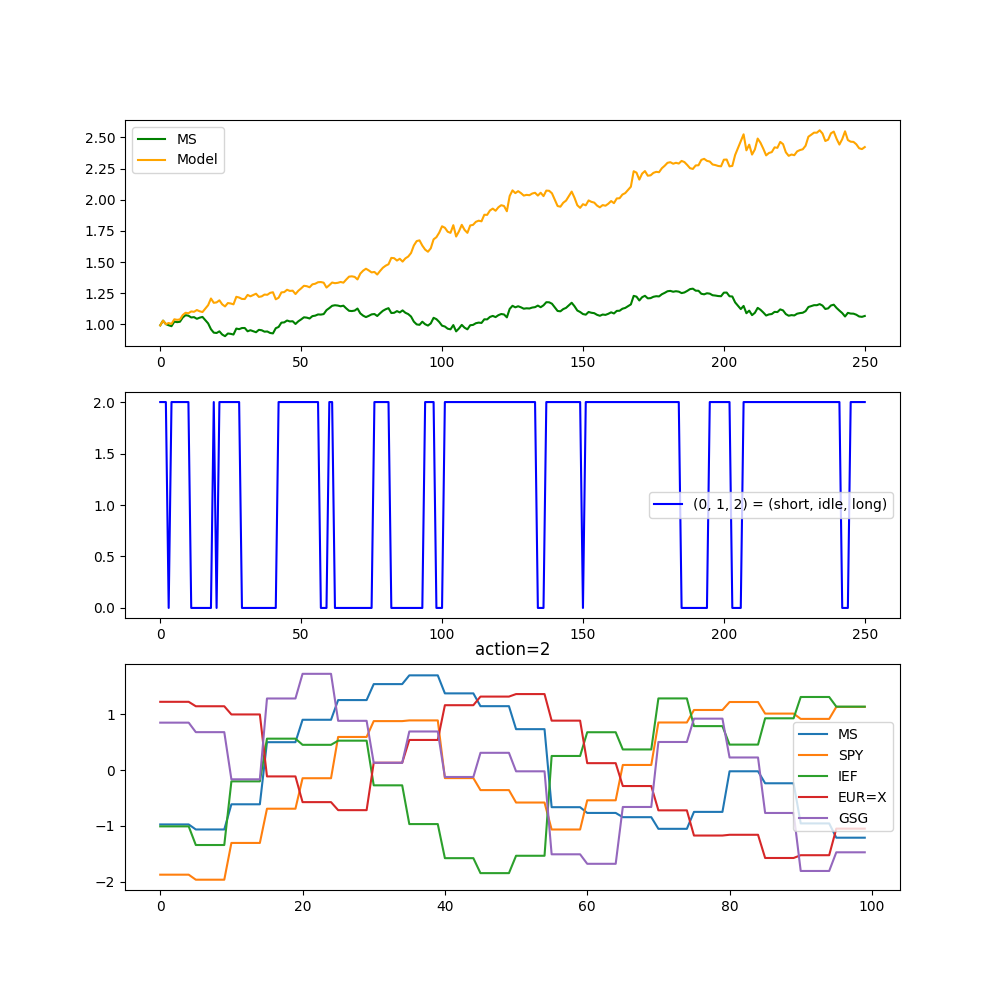 2.50
2.25
2.00
1.75
1.50
1.25
1.00
MS
Model
0 50 100 150 200 250
2.0
1.5
1.0
0.5
0.0
(0, 1, 2) = (short, idle, long)
0 50 100 150 200 250
action=2
1
0
−1
−2
MS
SPY
IEF
EUR=X
GSG
0 20 40 60 80 100